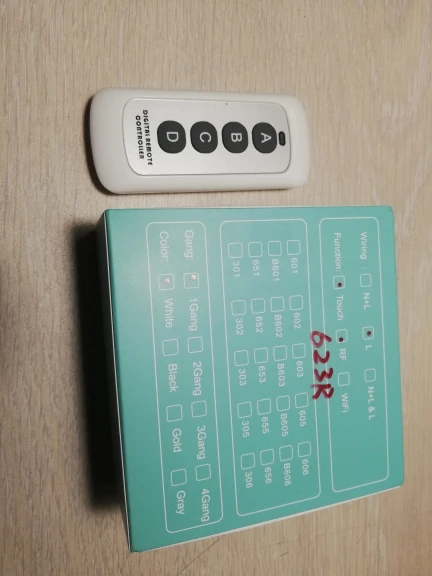 A
B
C
D
DIGITAL REMOTE
CONTROLLER
Wiring: N+L L N+L & L
Function: Touch RF WiFi
623R
601 602 603 605 606
B601 B602 B603 B605 B606
651 652 653 655 656
301 302 303 305 306
Gang: 1Gang 2Gang 3Gang 4Gang
Color: White Black Gold Gray